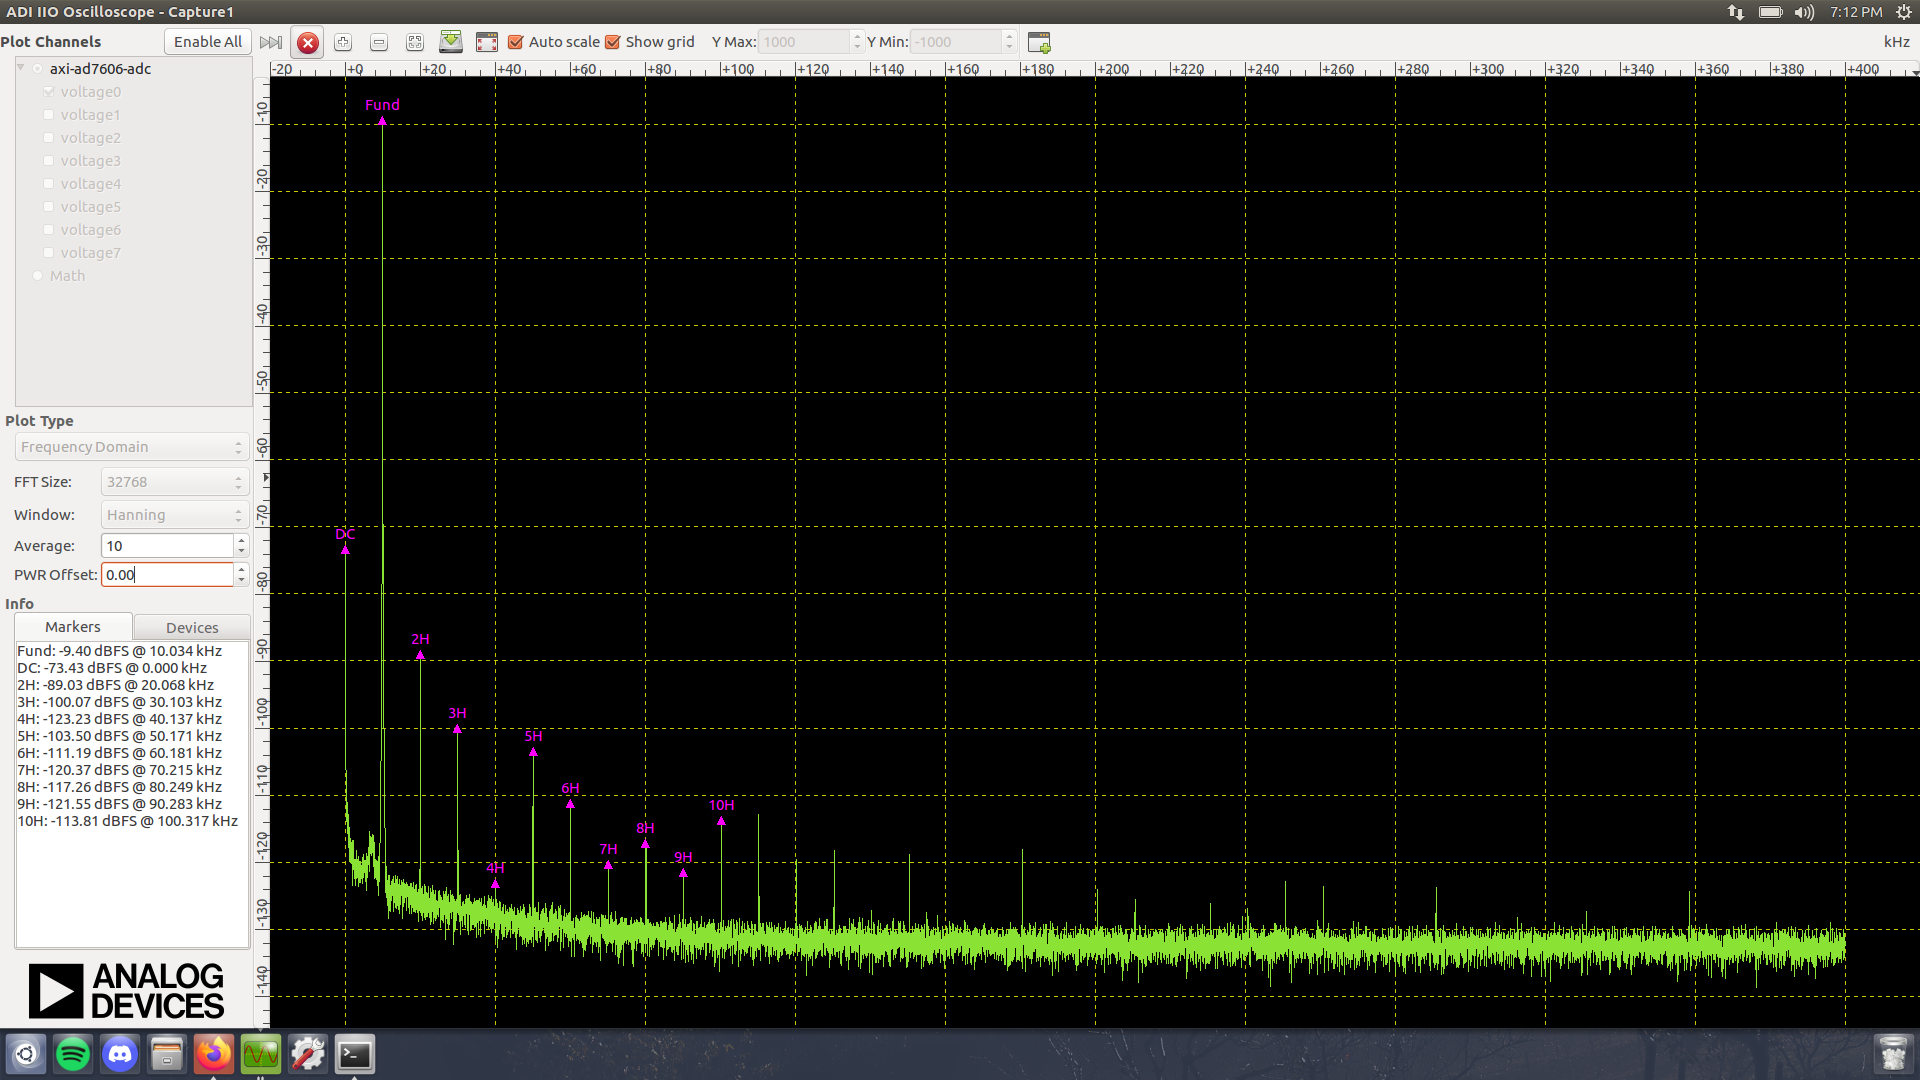 ADI IIO Oscilloscope - Capture1
7:12 PM
Plot Channels
Enable All
Auto scale
Show grid
Y Max: 1000
Y Min: -1000
kHz
axi-ad7606-adc
voltage0
voltage1
voltage2
voltage3
voltage4
voltage5
voltage6
voltage7
Math
Plot Type
Frequency Domain
FFT Size: 32768
Window: Hanning
Average: 10
PWR Offset: 0.00
Info
Markers
Devices
Fund: -9.40 dBFS @ 10.034 kHz
DC: -73.43 dBFS @ 0.000 kHz
2H: -89.03 dBFS @ 20.068 kHz
3H: -100.07 dBFS @ 30.103 kHz
4H: -123.23 dBFS @ 40.137 kHz
5H: -103.50 dBFS @ 50.171 kHz
6H: -111.19 dBFS @ 60.181 kHz
7H: -120.37 dBFS @ 70.215 kHz
8H: -117.26 dBFS @ 80.249 kHz
9H: -121.55 dBFS @ 90.283 kHz
10H: -113.81 dBFS @ 100.317 kHz
ANALOG
DEVICES
-20 +0 +20 +40 +60 +80 +100 +120 +140 +160 +180 +200 +220 +240 +260 +280 +300 +320 +340 +360 +380 +400
-10
-20
-30
-40
-50
-60
-70
-80
-90
-100
-110
-120
-130
-140
Fund
DC
2H
3H
5H
6H
10H
8H
7H
9H
4H